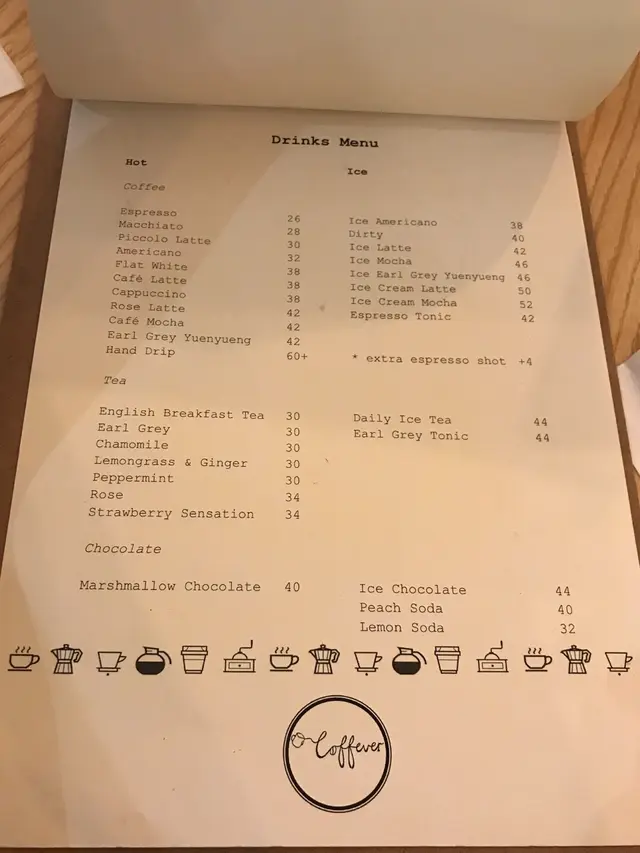 Drinks Menu
Hot
Coffee
Espresso 26
Macchiato 28
Piccolo Latte 30
Americano 32
Flat White 38
Café Latte 38
Cappuccino 38
Rose Latte 42
Café Mocha 42
Earl Grey Yuenyueng 42
Hand Drip 60+
Tea
English Breakfast Tea 30
Earl Grey 30
Chamomile 30
Lemongrass & Ginger 30
Peppermint 30
Rose 34
Strawberry Sensation 34
Chocolate
Marshmallow Chocolate 40
Ice
Ice Americano 38
Dirty 40
Ice Latte 42
Ice Mocha 46
Ice Earl Grey Yuenyueng 46
Ice Cream Latte 50
Ice Cream Mocha 52
Espresso Tonic 42
* extra espresso shot +4
Daily Ice Tea 44
Earl Grey Tonic 44
Ice Chocolate 44
Peach Soda 40
Lemon Soda 32
Coffever